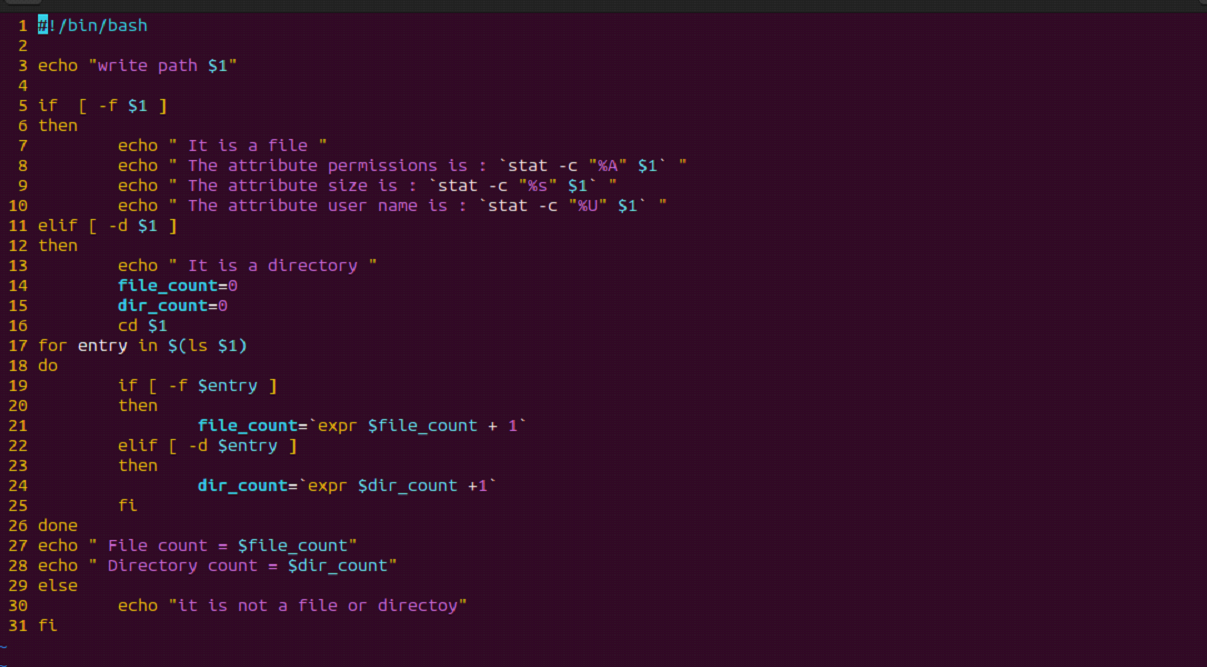 1 #!/bin/bash
2
3 echo "write path $1"
4
5 if  [ -f $1 ]
6 then
7         echo " It is a file "
8         echo " The attribute permissions is : `stat -c "%A" $1` "
9         echo " The attribute size is : `stat -c "%s" $1` "
10         echo " The attribute user name is : `stat -c "%U" $1` "
11 elif [ -d $1 ]
12 then
13         echo " It is a directory "
14         file_count=0
15         dir_count=0
16         cd $1
17 for entry in $(ls $1)
18 do
19         if [ -f $entry ]
20         then
21                 file_count=`expr $file_count + 1`
22         elif [ -d $entry ]
23         then
24                 dir_count=`expr $dir_count +1`
25         fi
26 done
27 echo " File count = $file_count"
28 echo " Directory count = $dir_count"
29 else
30         echo "it is not a file or directoy"
31 fi
~
~